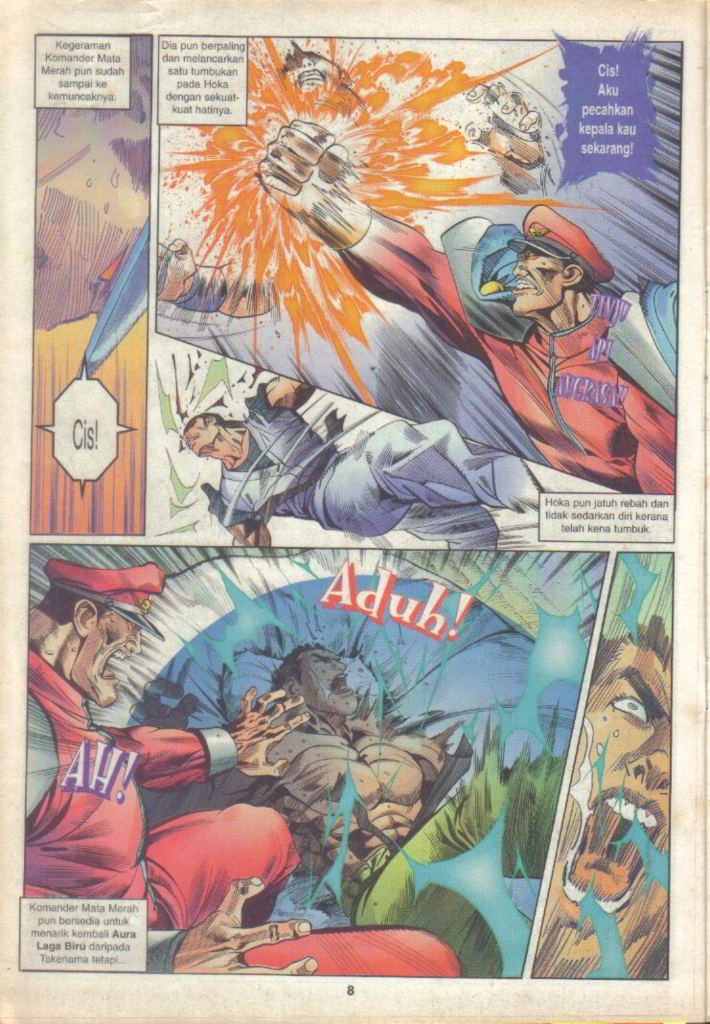 Kegeraman
Komander Mata
Merah pun sudah
sampai ke
kemuncaknya.
Cis!
Dia pun berpaling
dan melancarkan
satu tumbukan
pada Hoka
dengan sekuat-
kuat hatinya.
Cis!
Aku
pecahkan
kepala kau
sekarang!
TINJU
API
ANGKASA!
Hoka pun jatuh rebah dan
tidak sedarkan diri kerana
telah kena tumbuk.
Aduh!
AH!
Komander Mata Merah
pun bersedia untuk
menarik kembali Aura
Laga Biru daripada
Takenama tetapi...
8